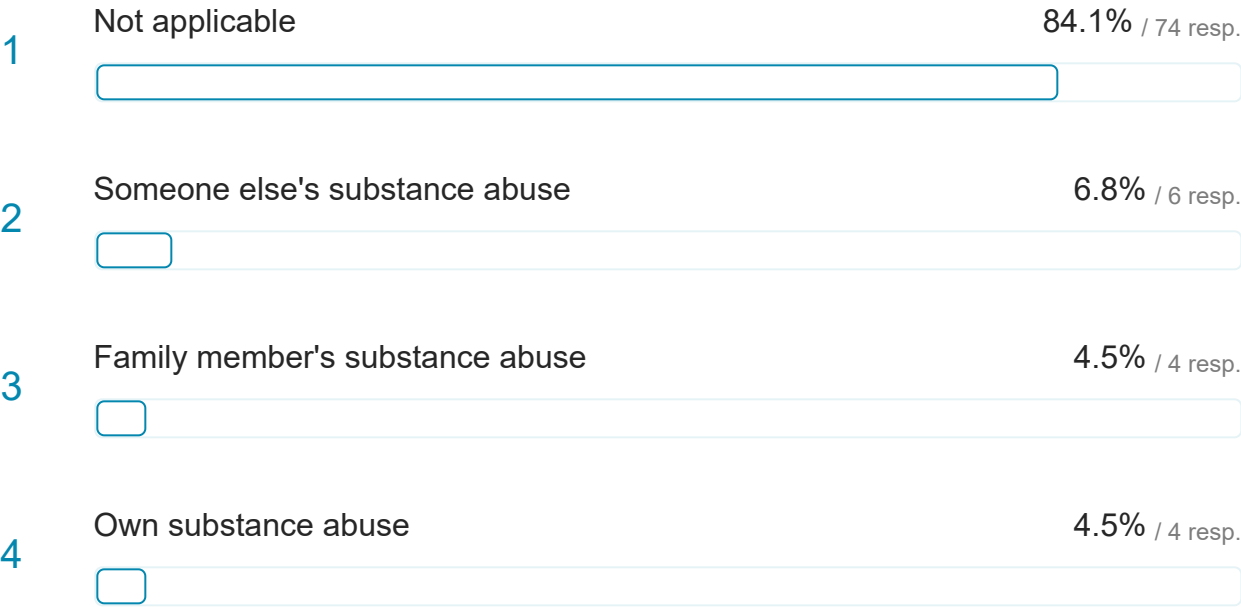 1 Not applicable 84.1% / 74 resp.
2 Someone else's substance abuse 6.8% / 6 resp.
3 Family member's substance abuse 4.5% / 4 resp.
4 Own substance abuse 4.5% / 4 resp.